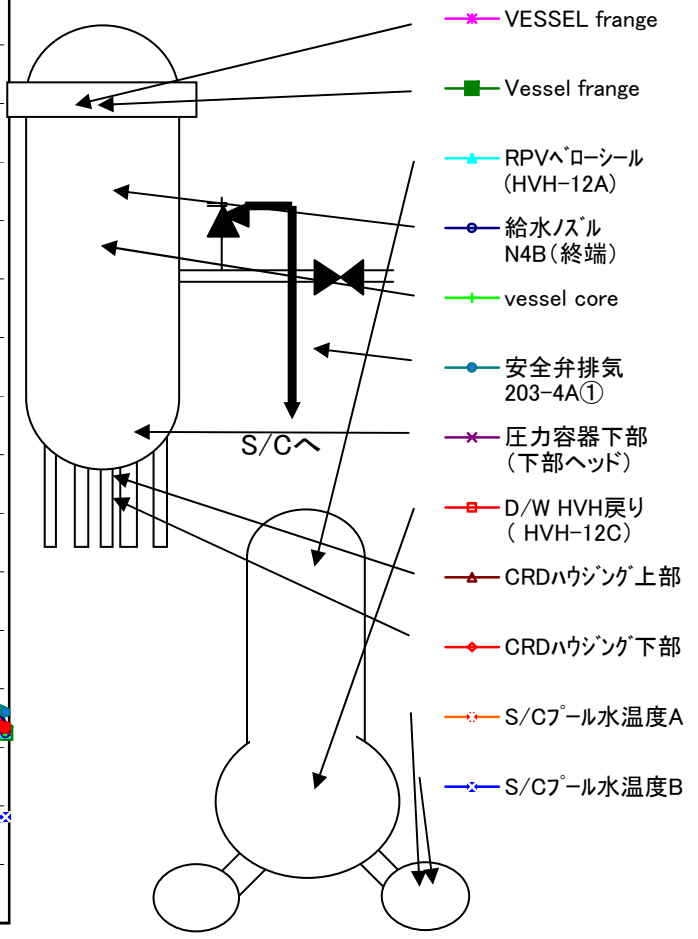 VESSEL frange
Vessel frange
RPVベローシール
(HVH-12A)
給水ノズル
N4B(終端)
vessel core
安全弁排気
203-4A①
圧力容器下部
(下部ヘッド)
D/W HVH戻り
( HVH-12C)
CRDハウジング上部
CRDハウジング下部
S/Cプール水温度A
S/Cプール水温度B
S/Cへ